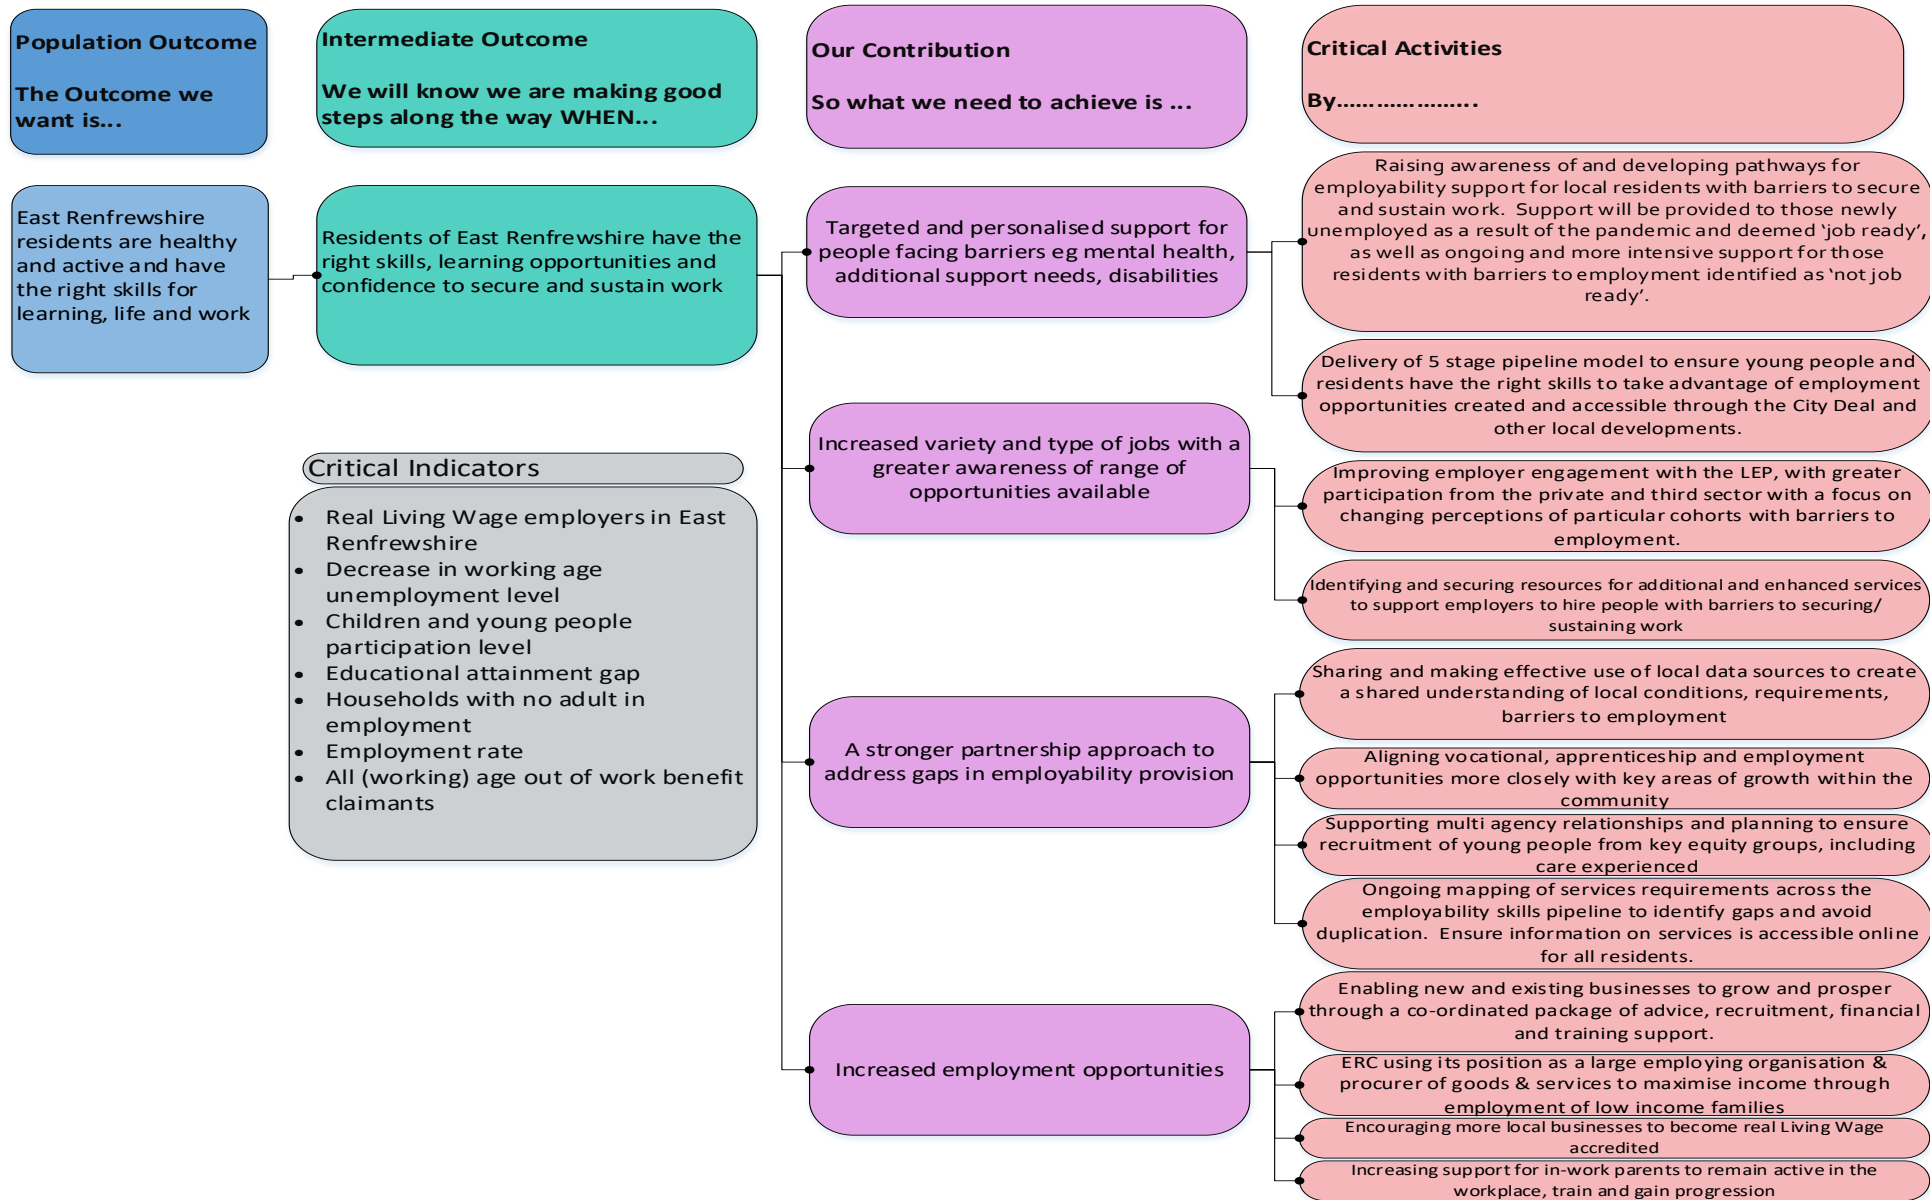 Population Outcome
The Outcome we
want is...
Intermediate Outcome
We will know we are making good
steps along the way WHEN...
Our Contribution
So what we need to achieve is ...
Critical Activities
By.....................
East Renfrewshire
residents are healthy
and active and have
the right skills for
learning, life and work
Residents of East Renfrewshire have the
right skills, learning opportunities and
confidence to secure and sustain work
Critical Indicators
• Real Living Wage employers in East
Renfrewshire
• Decrease in working age
unemployment level
• Children and young people
participation level
• Educational attainment gap
• Households with no adult in
employment
• Employment rate
• All (working) age out of work benefit
claimants
Targeted and personalised support for
people facing barriers eg mental health,
additional support needs, disabilities
Raising awareness of and developing pathways for
employability support for local residents with barriers to secure
and sustain work.  Support will be provided to those newly
unemployed as a result of the pandemic and deemed ‘job ready’,
as well as ongoing and more intensive support for those
residents with barriers to employment identified as ‘not job
ready’.
Delivery of 5 stage pipeline model to ensure young people and
residents have the right skills to take advantage of employment
opportunities created and accessible through the City Deal and
other local developments.
Increased variety and type of jobs with a
greater awareness of range of
opportunities available
Improving employer engagement with the LEP, with greater
participation from the private and third sector with a focus on
changing perceptions of particular cohorts with barriers to
employment.
Identifying and securing resources for additional and enhanced services
to support employers to hire people with barriers to securing/
sustaining work
A stronger partnership approach to
address gaps in employability provision
Sharing and making effective use of local data sources to create
a shared understanding of local conditions, requirements,
barriers to employment
Aligning vocational, apprenticeship and employment
opportunities more closely with key areas of growth within the
community
Supporting multi agency relationships and planning to ensure
recruitment of young people from key equity groups, including
care experienced
Ongoing mapping of services requirements across the
employability skills pipeline to identify gaps and avoid
duplication.  Ensure information on services is accessible online
for all residents.
Increased employment opportunities
Enabling new and existing businesses to grow and prosper
through a co-ordinated package of advice, recruitment, financial
and training support.
ERC using its position as a large employing organisation &
procurer of goods & services to maximise income through
employment of low income families
Encouraging more local businesses to become real Living Wage
accredited
Increasing support for in-work parents to remain active in the
workplace, train and gain progression